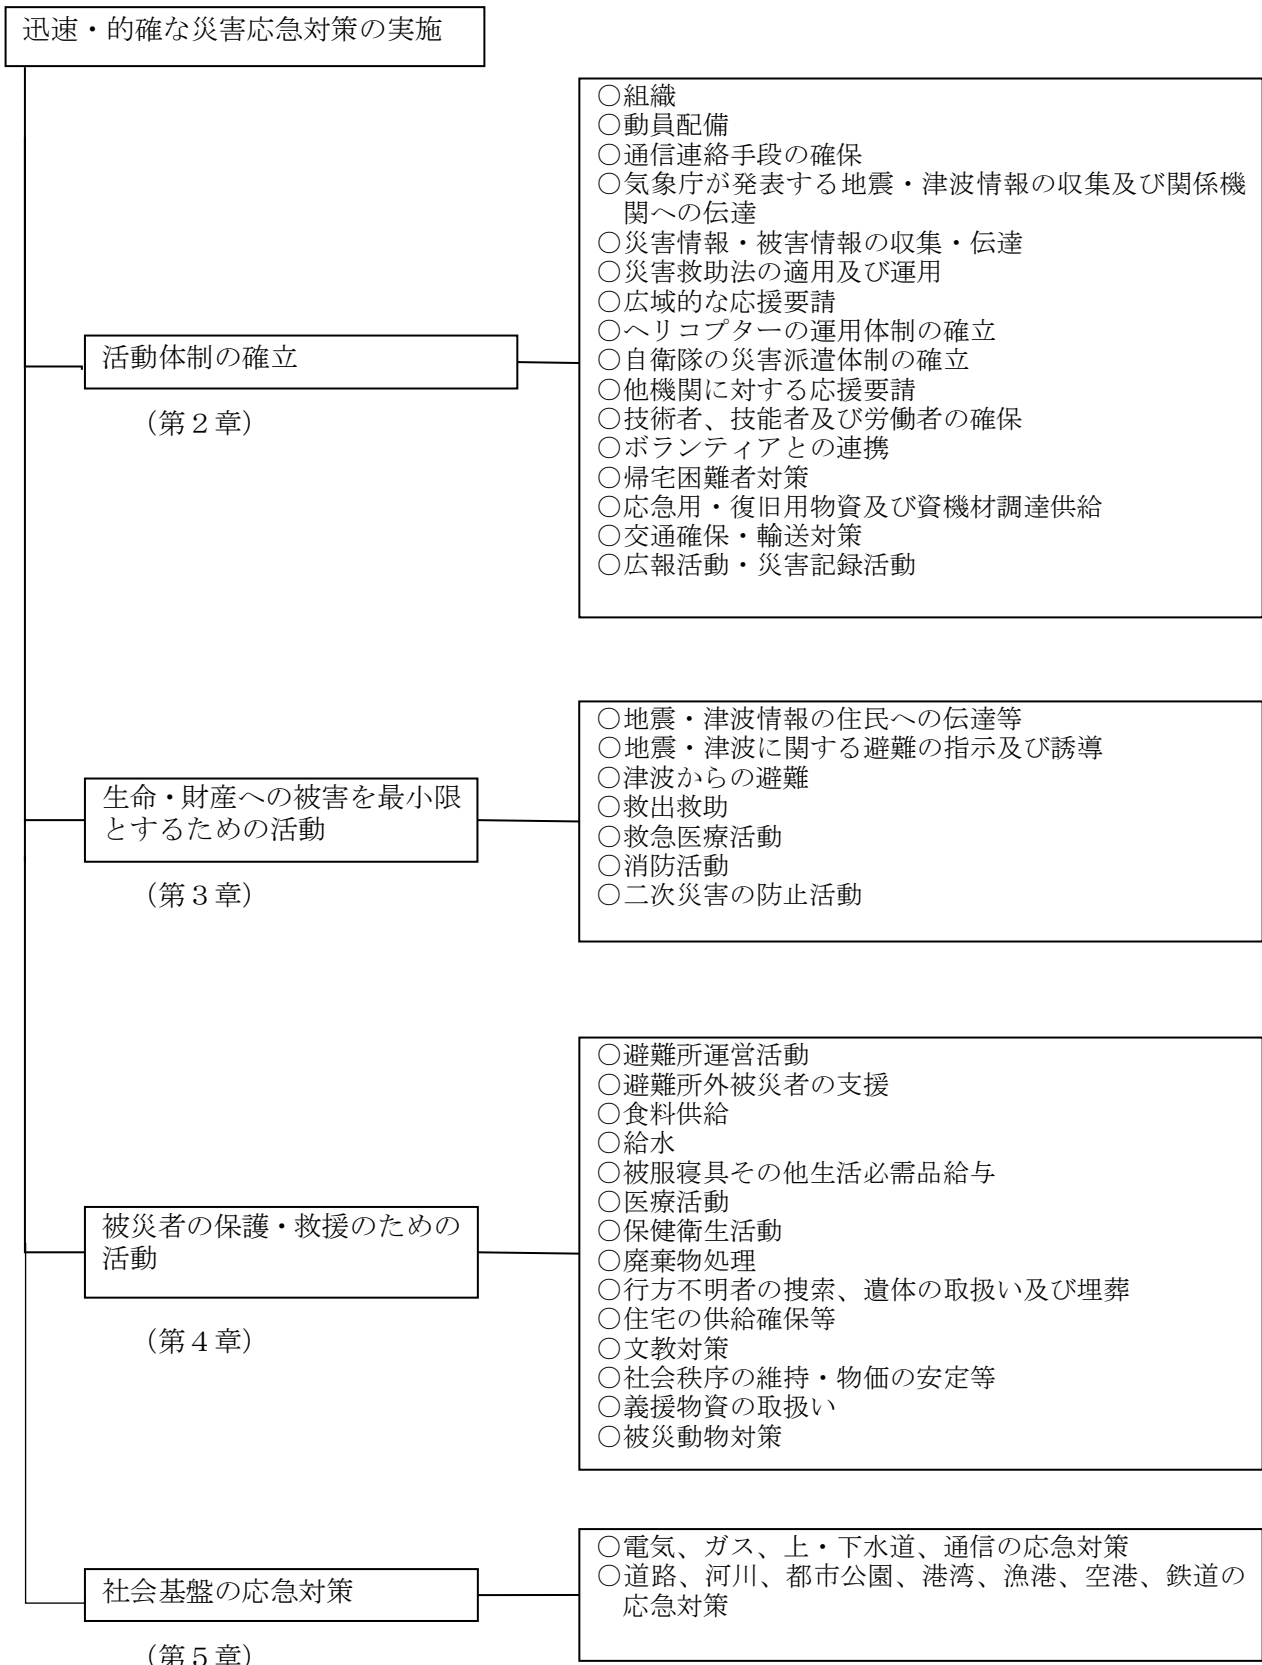 迅速・的確な災害応急対策の実施
○組織
○動員配備
○通信連絡手段の確保
○気象庁が発表する地震・津波情報の収集及び関係機
関への伝達
○災害情報・被害情報の収集・伝達
○災害救助法の適用及び運用
○広域的な応援要請
○ヘリコプターの運用体制の確立
○自衛隊の災害派遣体制の確立
○他機関に対する応援要請
○技術者、技能者及び労働者の確保
○ボランティアとの連携
○帰宅困難者対策
○応急用・復旧用物資及び資機材調達供給
○交通確保・輸送対策
○広報活動・災害記録活動
活動体制の確立
（第２章）
○地震・津波情報の住民への伝達等
○地震・津波に関する避難の指示及び誘導
○津波からの避難
○救出救助
○救急医療活動
○消防活動
○二次災害の防止活動
生命・財産への被害を最小限
とするための活動
（第３章）
○避難所運営活動
○避難所外被災者の支援
○食料供給
○給水
○被服寝具その他生活必需品給与
○医療活動
○保健衛生活動
○廃棄物処理
○行方不明者の捜索、遺体の取扱い及び埋葬
○住宅の供給確保等
○文教対策
○社会秩序の維持・物価の安定等
○義援物資の取扱い
○被災動物対策
被災者の保護・救援のための
活動
（第４章）
○電気、ガス、上・下水道、通信の応急対策
○道路、河川、都市公園、港湾、漁港、空港、鉄道の
応急対策
社会基盤の応急対策
（第５章）